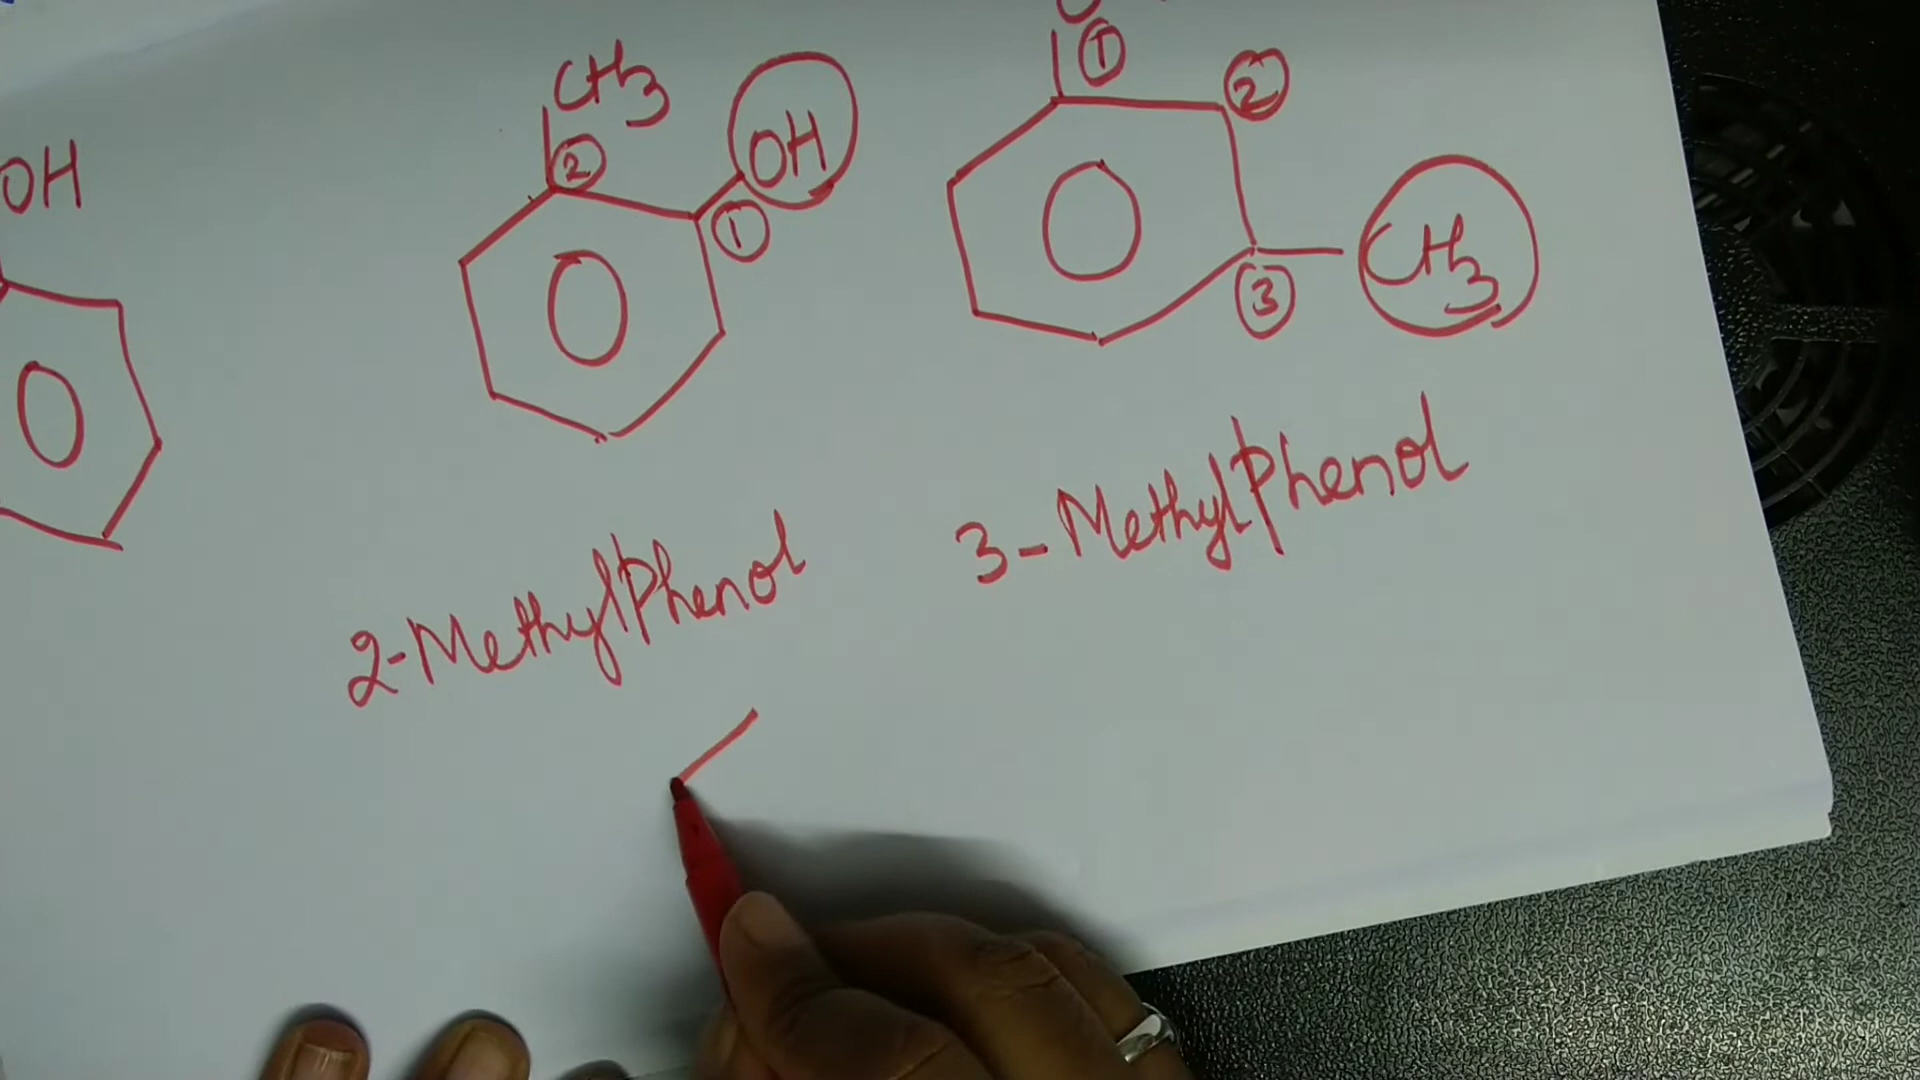 OH
CH3
2
OH
1
1
2
CH3
3
2-MethylPhenol
3-MethylPhenol